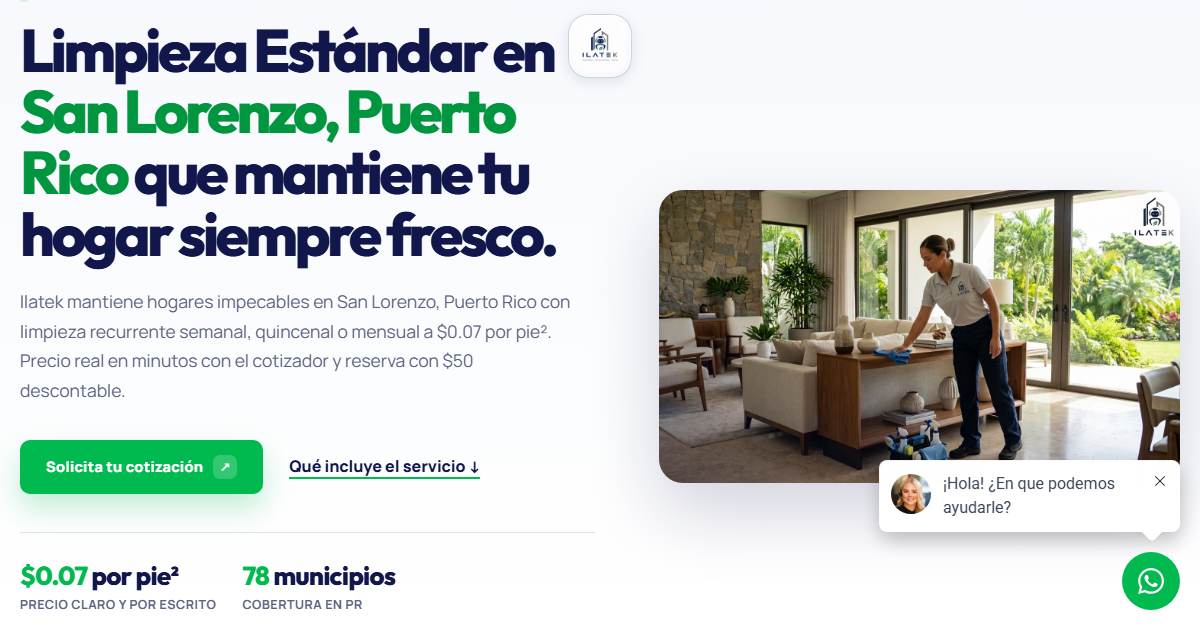 Limpieza Estándar en
San Lorenzo, Puerto
Rico que mantiene tu
hogar siempre fresco.
ILATEK
Ilatek mantiene hogares impecables en San Lorenzo, Puerto Rico con
limpieza recurrente semanal, quincenal o mensual a $0.07 por pie².
Precio real en minutos con el cotizador y reserva con $50
descontable.
Solicita tu cotización ↗
Qué incluye el servicio ↓
$0.07 por pie²
PRECIO CLARO Y POR ESCRITO
78 municipios
COBERTURA EN PR
ILATEK
ILATEK
¡Hola! ¿En que podemos
ayudarle?